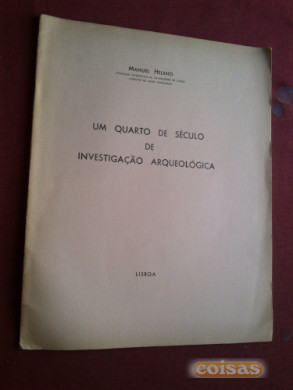 MANUEL HELENO
UM QUARTO DE SÉCULO
DE
INVESTIGAÇÃO ARQUEOLÓGICA
LISBOA
coisas